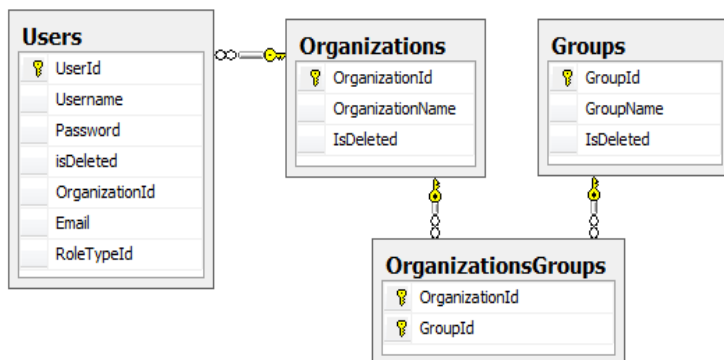 Users
UserId
Username
Password
isDeleted
OrganizationId
Email
RoleTypeId
Organizations
OrganizationId
OrganizationName
IsDeleted
Groups
GroupId
GroupName
IsDeleted
OrganizationsGroups
OrganizationId
GroupId